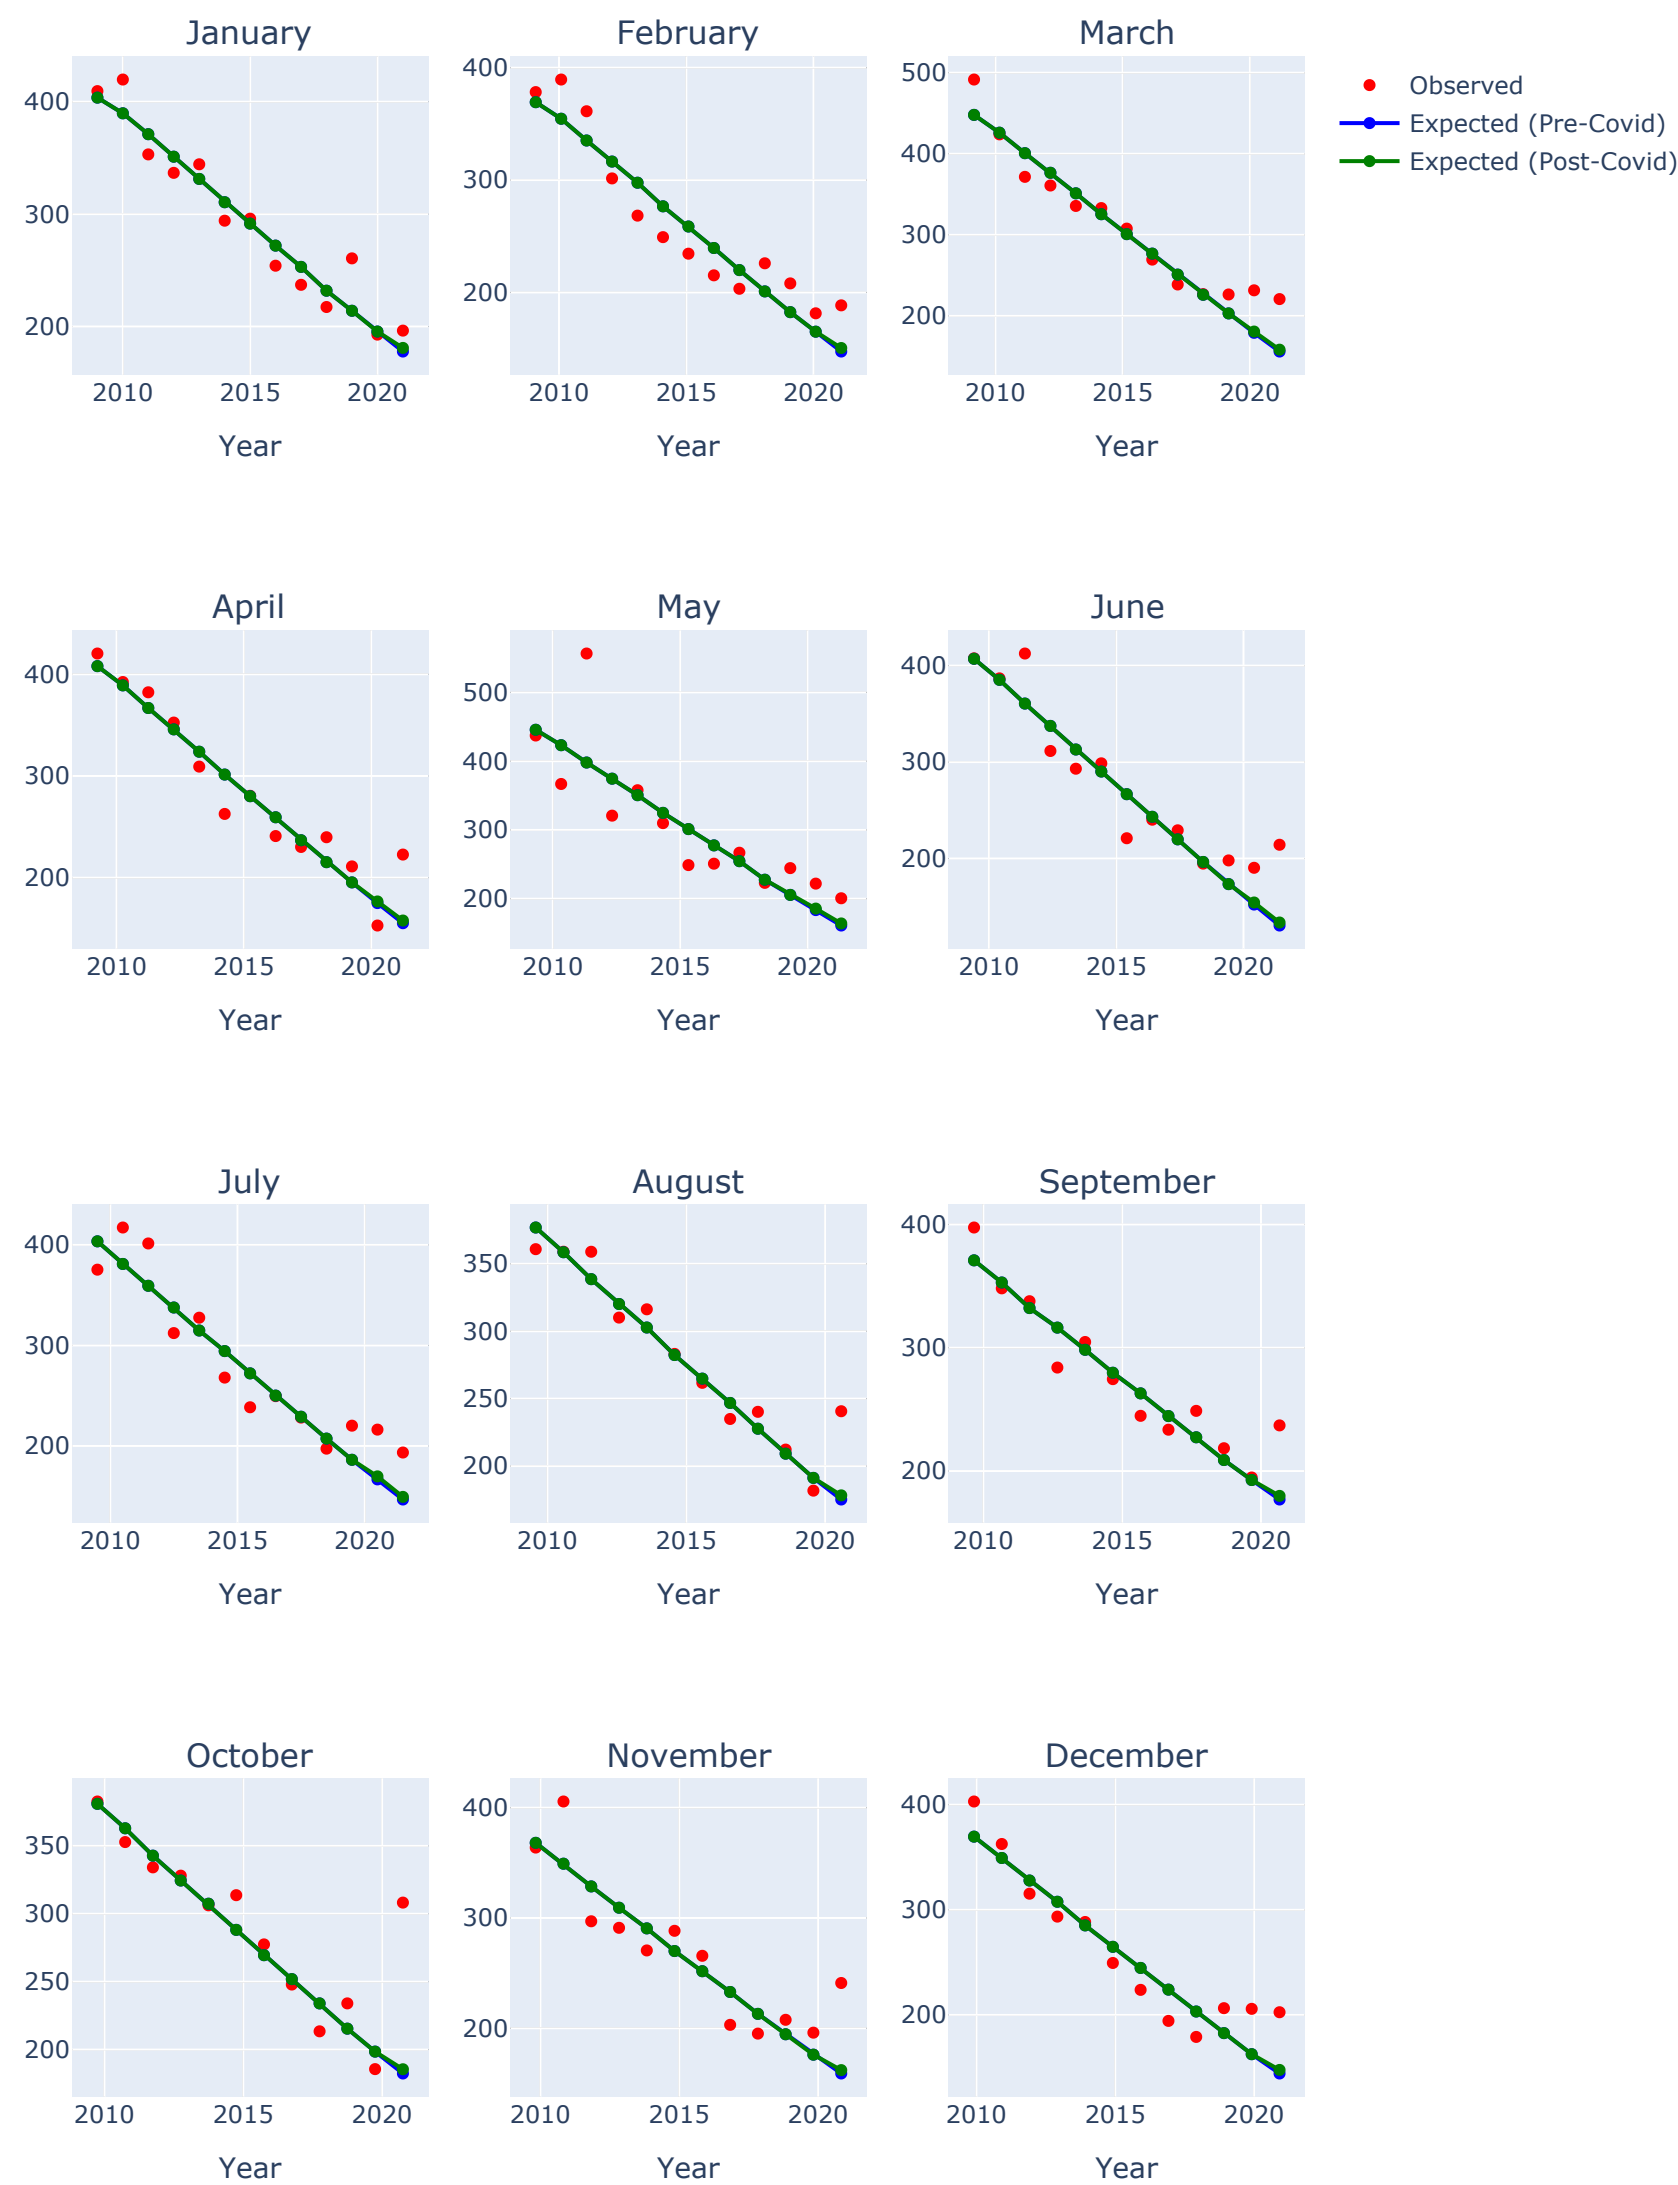 January
February
March
Observed
Expected (Pre-Covid)
Expected (Post-Covid)
400
300
200
2010 2015 2020
Year
400
300
200
2010 2015 2020
Year
500
400
300
200
2010 2015 2020
Year
April
May
June
400
300
200
2010 2015 2020
Year
500
400
300
200
2010 2015 2020
Year
400
300
200
2010 2015 2020
Year
July
August
September
400
300
200
2010 2015 2020
Year
350
300
250
200
2010 2015 2020
Year
400
300
200
2010 2015 2020
Year
October
November
December
350
300
250
200
2010 2015 2020
Year
400
300
200
2010 2015 2020
Year
400
300
200
2010 2015 2020
Year